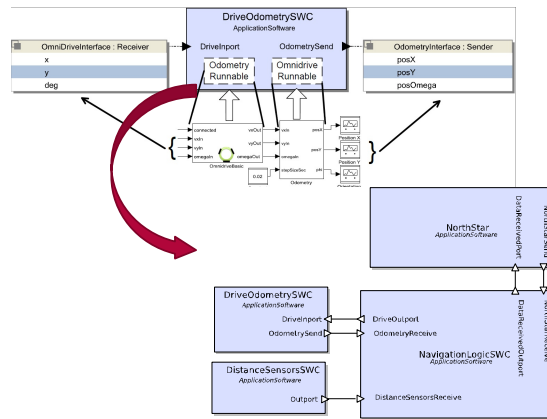 DriveOdometrySWC
ApplicationSoftware
OmniDriveInterface : Receiver
x
y
deg
DriveInport
OdometrySend
OdometryInterface : Sender
posX
posY
posOmega
Odometry
Runnable
Omnidrive
Runnable
connected
vxIn
vyIn
omegaIn
vxOut
vyOut
omegaOut
OmnidriveBasic
vxin
vyin
omegain
stepSizeSec
posX
posY
phi
Odometry
0.02
Position X
Position Y
Orientation
NorthStar
ApplicationSoftware
DataReceivedPort
DriveOdometrySWC
ApplicationSoftware
DriveInport
OdometrySend
DriveOutport
OdometryReceive
DataReceivedOutport
NavigationLogicSWC
ApplicationSoftware
DistanceSensorsSWC
ApplicationSoftware
Outport
DistanceSensorsReceive